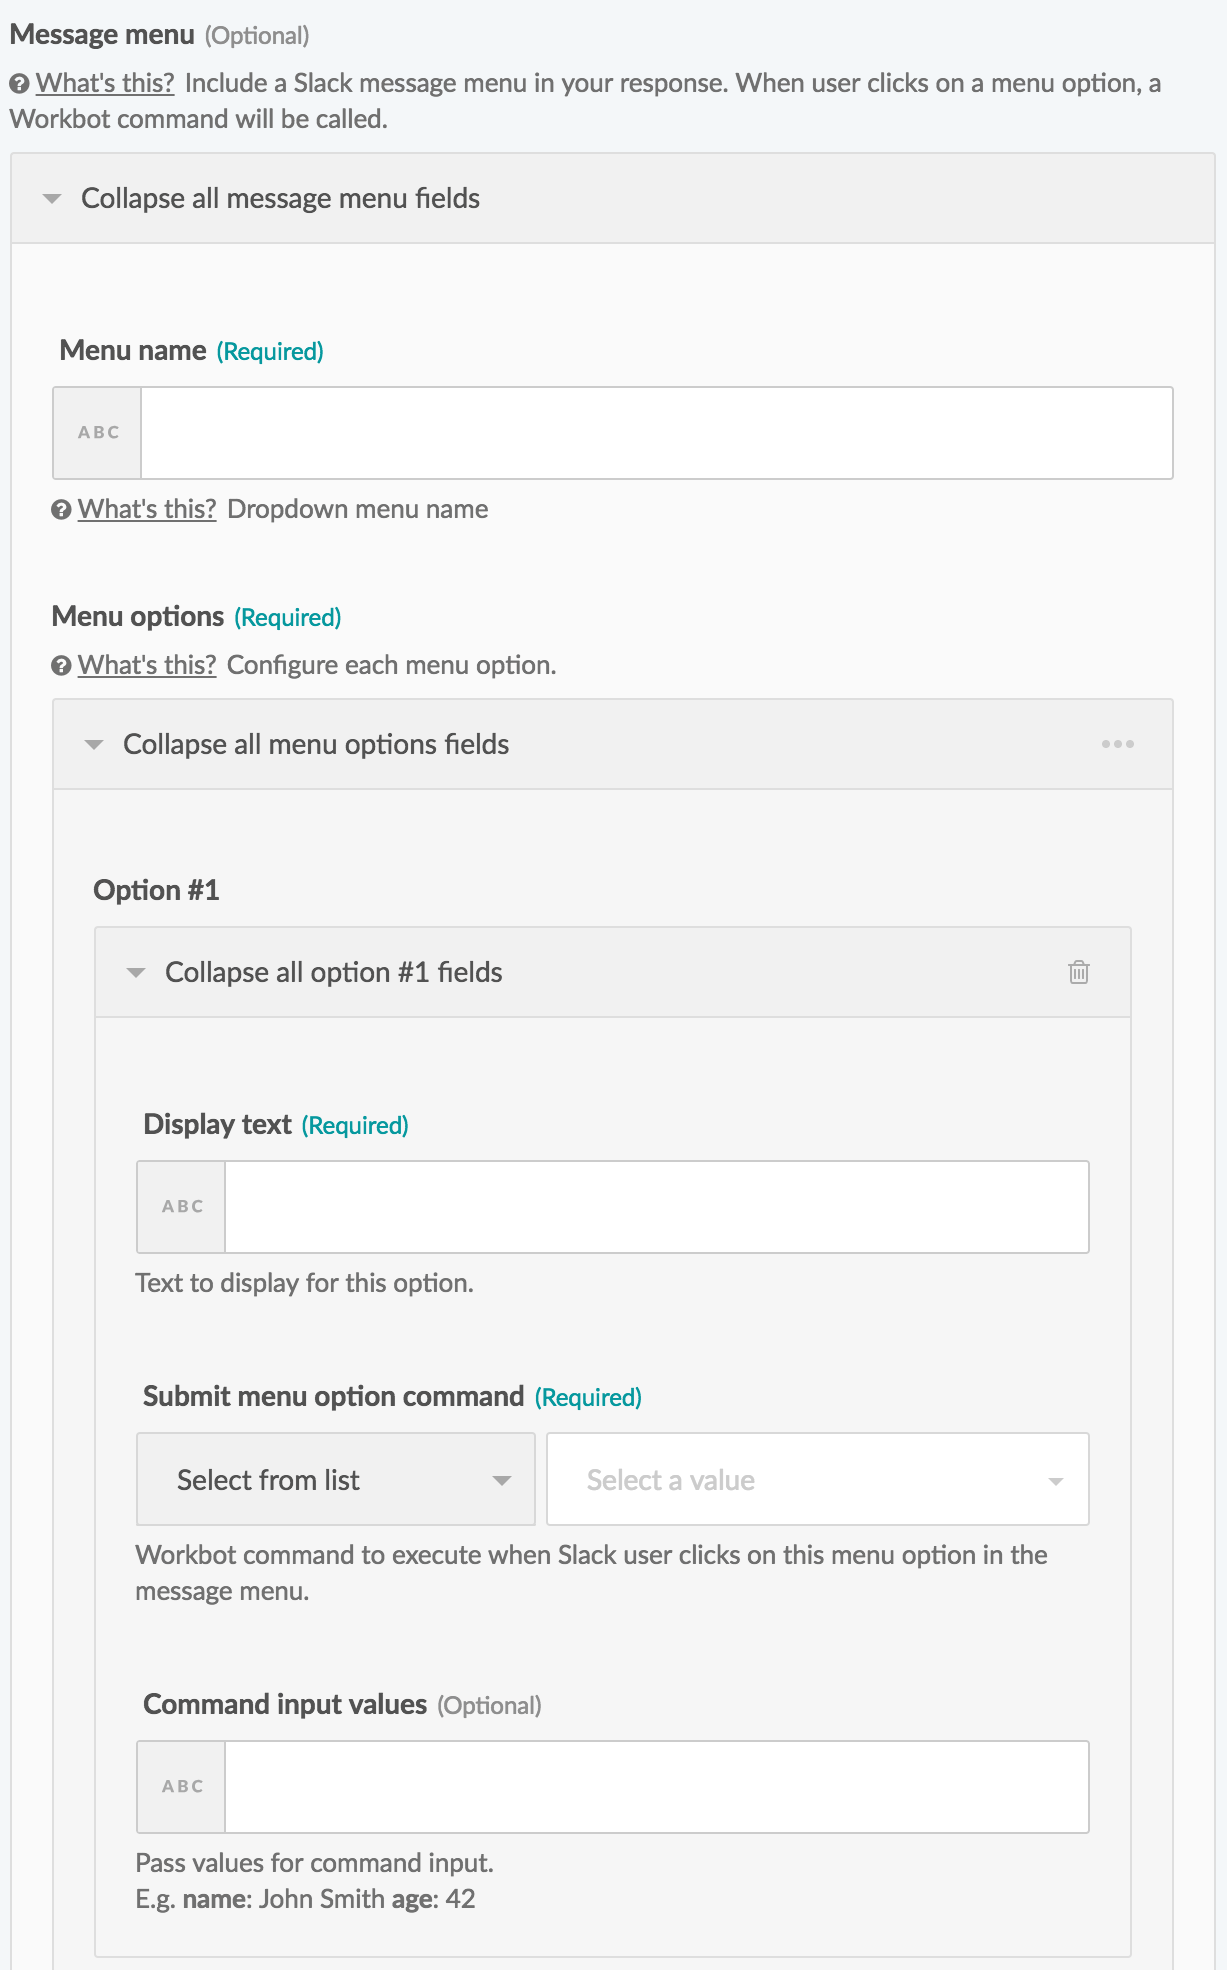 Message menu (Optional)
What's this? Include a Slack message menu in your response. When user clicks on a menu option, a
Workbot command will be called.
Collapse all message menu fields
Menu name (Required)
ABC
What's this? Dropdown menu name
Menu options (Required)
What's this? Configure each menu option.
Collapse all menu options fields
Option #1
Collapse all option #1 fields
Display text (Required)
ABC
Text to display for this option.
Submit menu option command (Required)
Select from list Select a value
Workbot command to execute when Slack user clicks on this menu option in the
message menu.
Command input values (Optional)
ABC
Pass values for command input.
E.g. name: John Smith age: 42